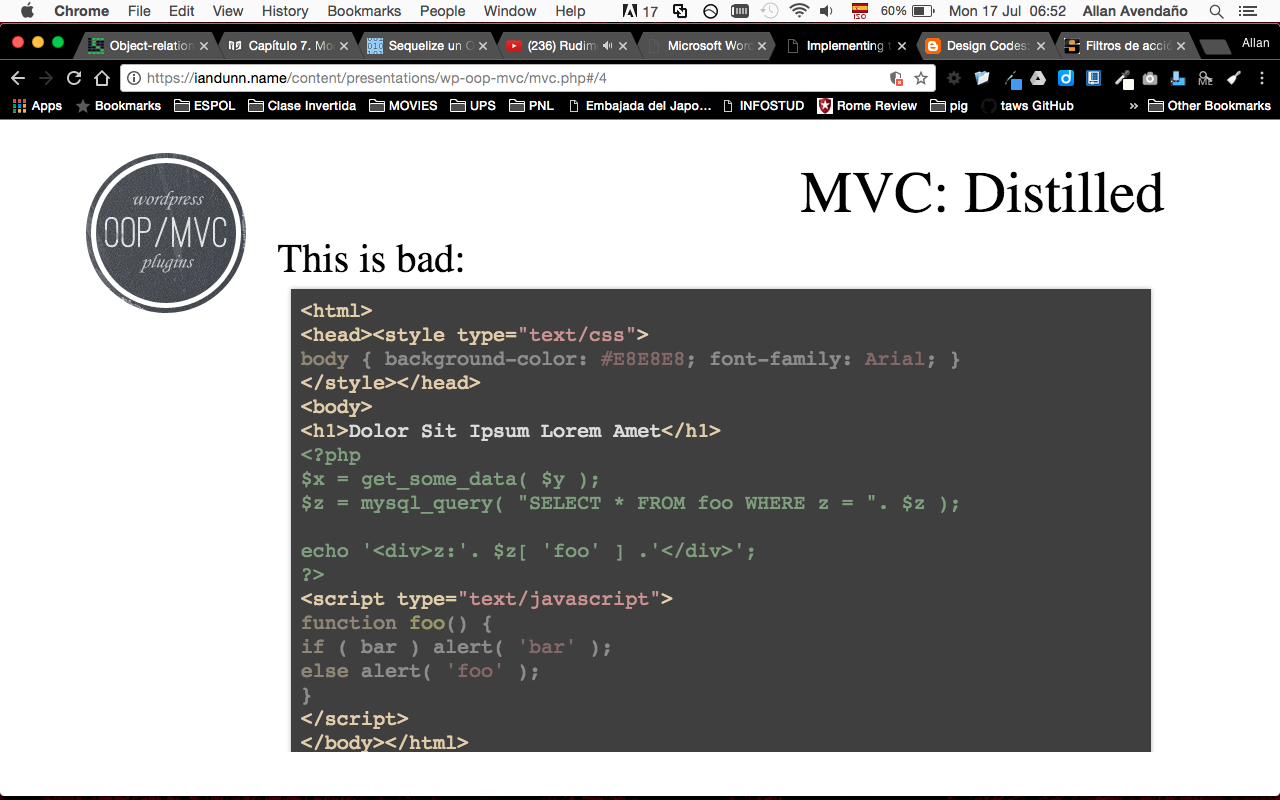 Chrome File Edit View History Bookmarks People Window Help 17 ISO 60% Mon 17 Jul 06:52 Allan Avendaño
Object-relation Capítulo 7. Mo Sequelize un O (236) Rudim Microsoft Word Implementing t Design Codes: Filtros de acció Allan
https://iandunn.name/content/presentations/wp-oop-mvc/mvc.php#/4
Apps Bookmarks ESPOL Clase Invertida MOVIES UPS PNL Embajada del Japo... INFOSTUD Rome Review plg taws GitHub » Other Bookmarks
wordpress
OOP/MVC
plugins
MVC: Distilled
This is bad:
<html>
<head><style type="text/css">
body { background-color: #E8E8E8; font-family: Arial; }
</style></head>
<body>
<h1>Dolor Sit Ipsum Lorem Amet</h1>
<?php
$x = get_some_data( $y );
$z = mysql_query( "SELECT * FROM foo WHERE z = ". $z );
echo '<div>z:'. $z[ 'foo' ] .'</div>';
?>
<script type="text/javascript">
function foo() {
if ( bar ) alert( 'bar' );
else alert( 'foo' );
}
</script>
</body></html>